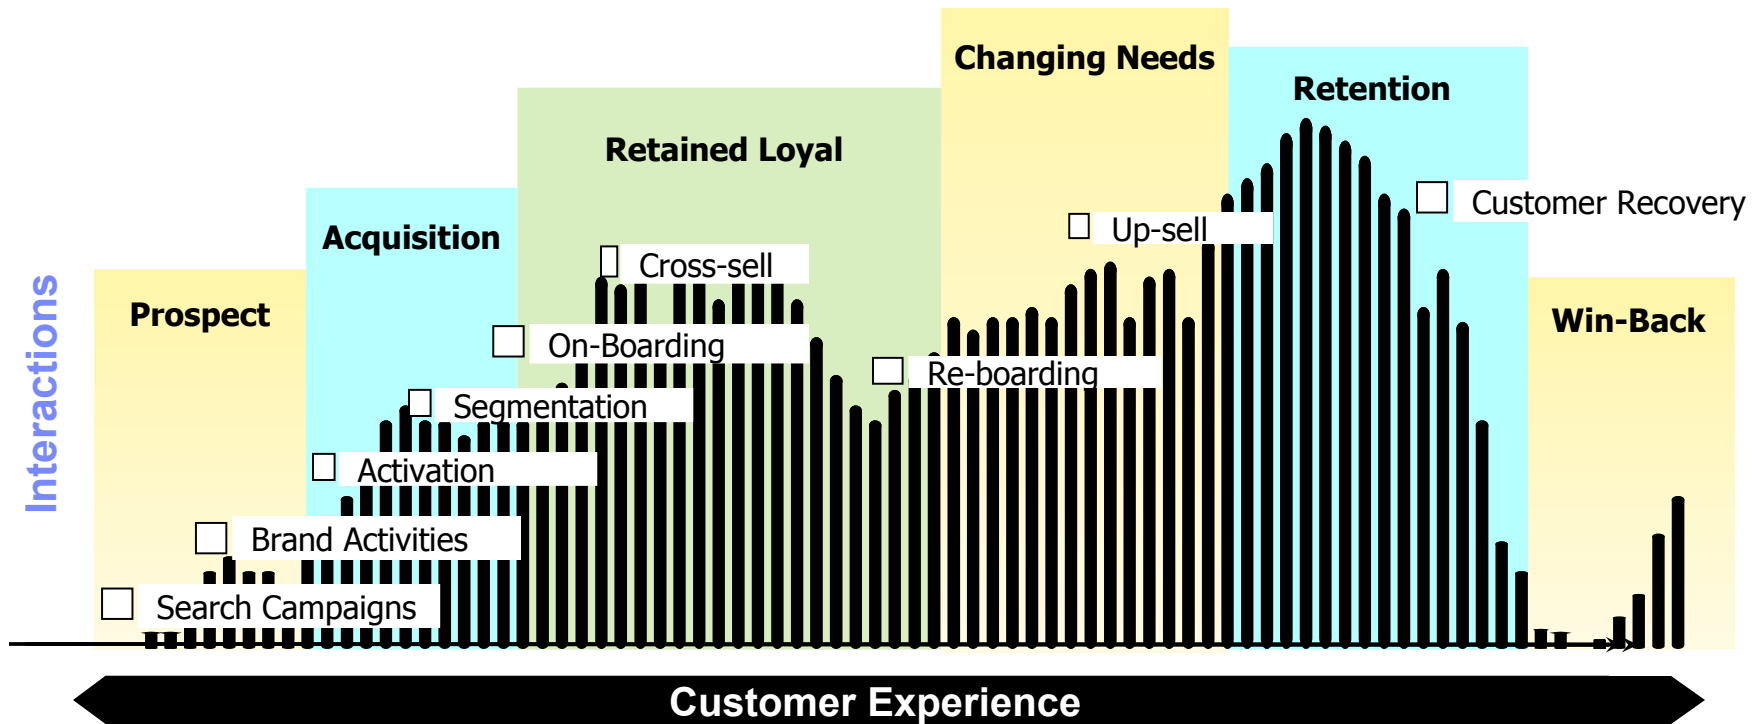 Changing Needs
Retention
Retained Loyal
Customer Recovery
Up-sell
Acquisition
Cross-sell
Prospect
Win-Back
On-Boarding
Re-boarding
Segmentation
Activation
Brand Activities
Search Campaigns
Interactions
Customer Experience